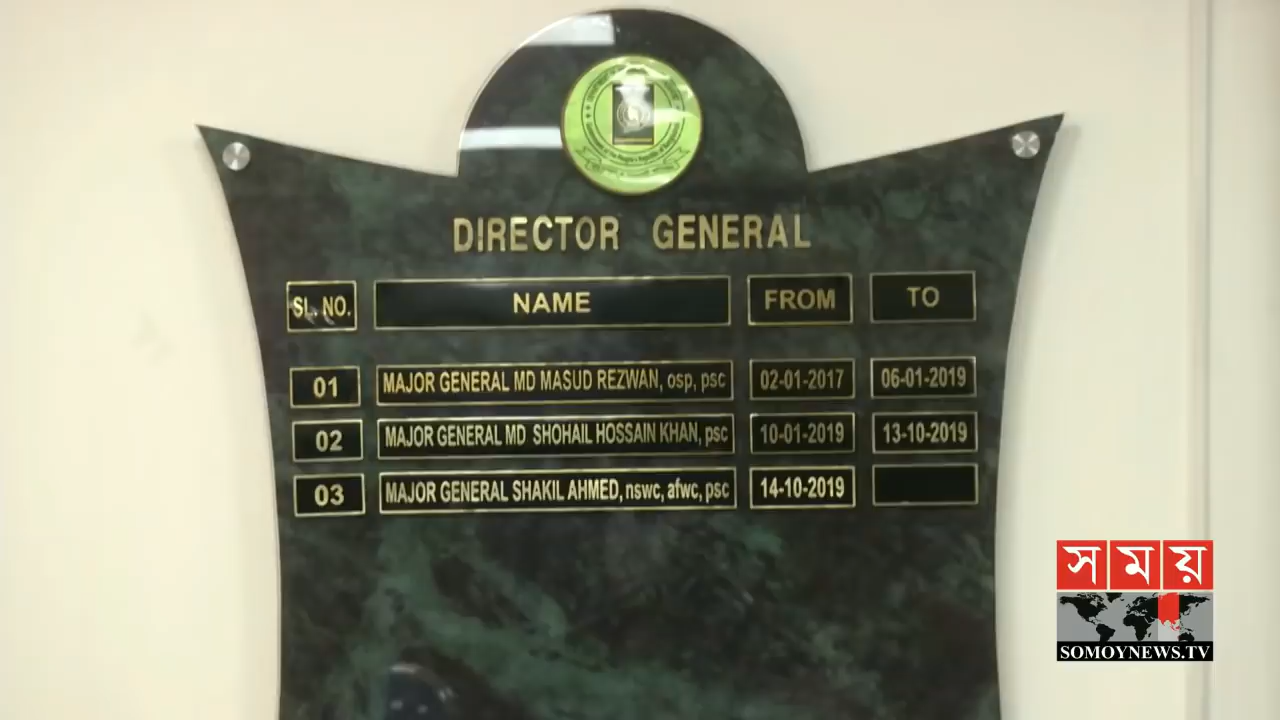 DIRECTOR GENERAL
SL. NO. NAME FROM TO
01 MAJOR GENERAL MD MASUD REZWAN, osp, psc 02-01-2017 06-01-2019
02 MAJOR GENERAL MD SHOHAIL HOSSAIN KHAN, psc 10-01-2019 13-10-2019
03 MAJOR GENERAL SHAKIL AHMED, nswc, afwc, psc 14-10-2019
সময়
SOMOYNEWS.TV